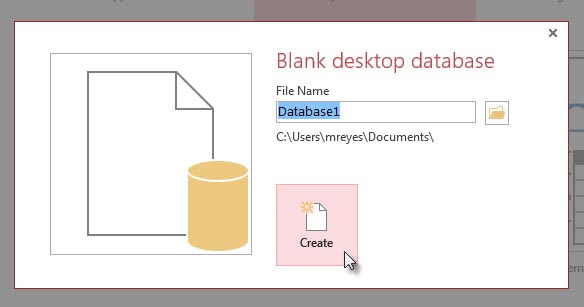 Blank desktop database
File Name
Database1
C:\Users\mreyes\Documents\
Create